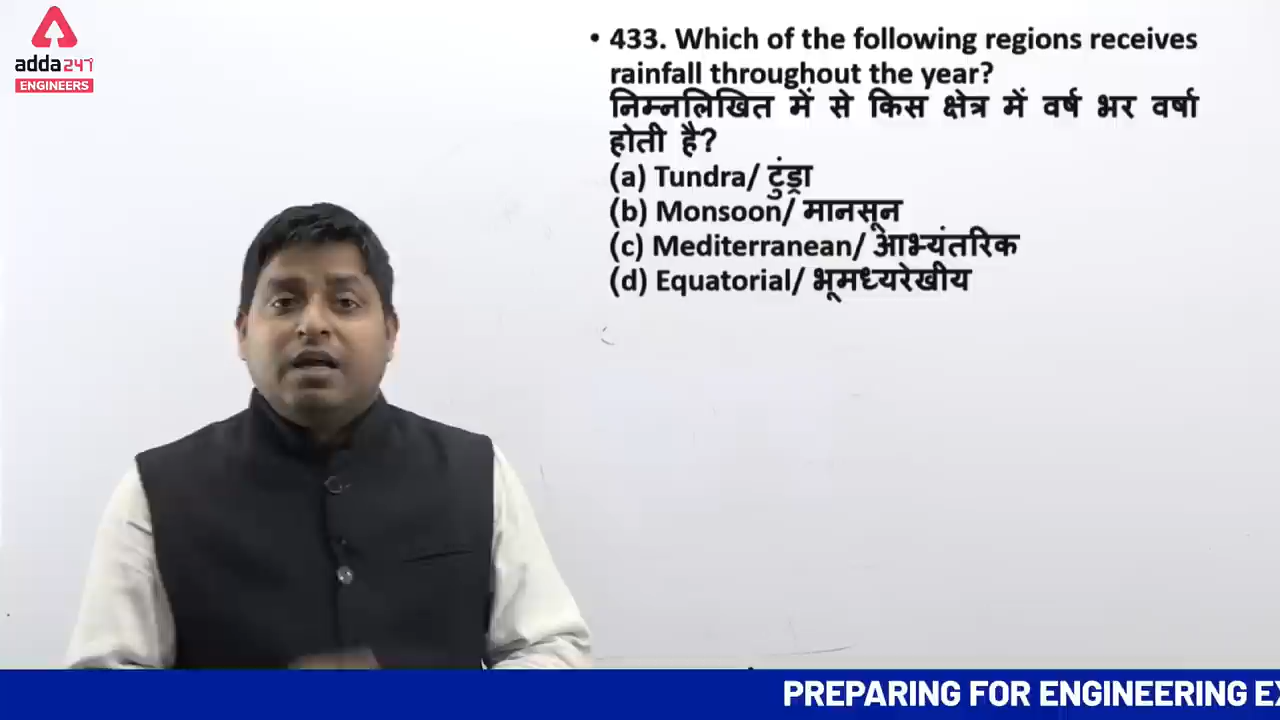 adda247
ENGINEERS
• 433. Which of the following regions receives
rainfall throughout the year?
निम्नलिखित में से किस क्षेत्र में वर्ष भर वर्षा
होती है?
(a) Tundra/ टुंड्रा
(b) Monsoon/ मानसून
(c) Mediterranean/ आभ्यंतरिक
(d) Equatorial/ भूमध्यरेखीय
PREPARING FOR ENGINEERING EX